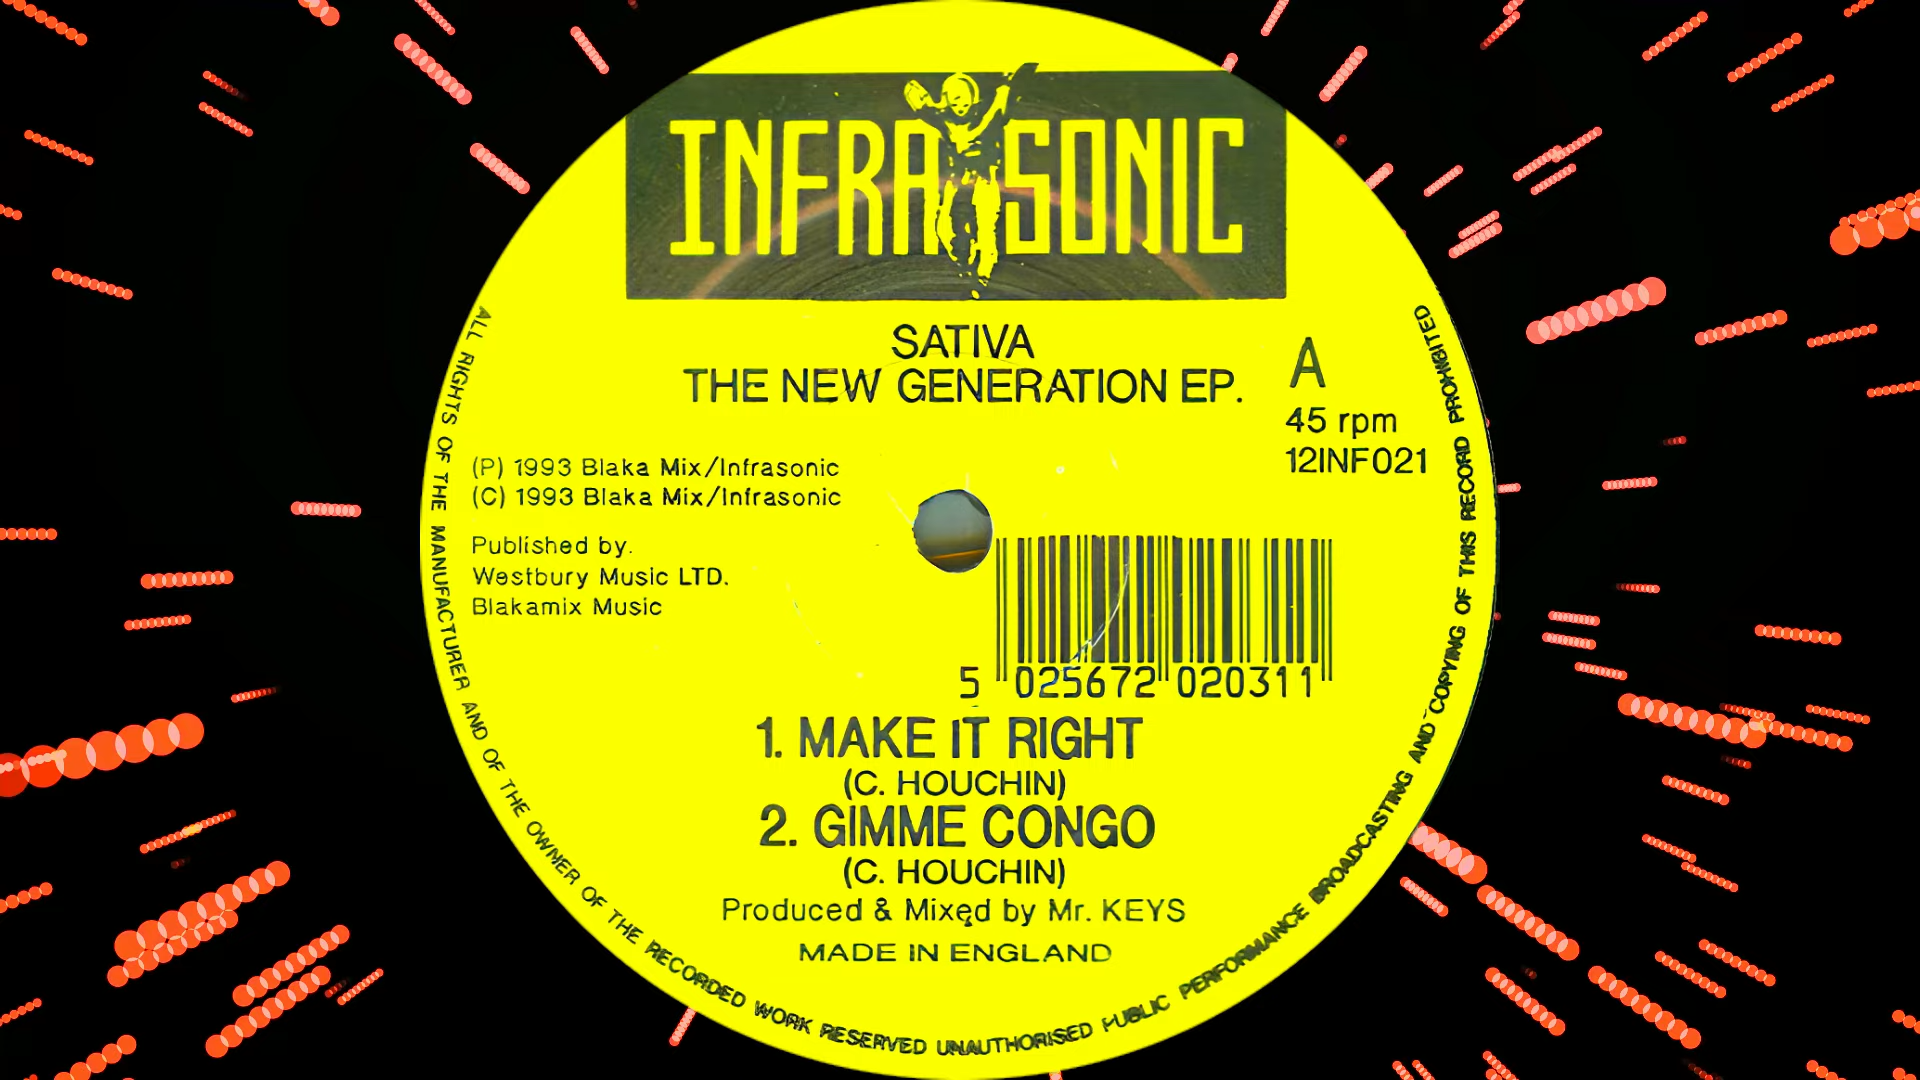 INFRA SONIC
SATIVA
THE NEW GENERATION EP.
A
45 rpm
12INF021
(P) 1993 Blaka Mix/Infrasonic
(C) 1993 Blaka Mix/Infrasonic
Published by.
Westbury Music LTD.
Blakamix Music
5 025672 020311
1. MAKE IT RIGHT
(C. HOUCHIN)
2. GIMME CONGO
(C. HOUCHIN)
Produced & Mixed by Mr. KEYS
MADE IN ENGLAND
ALL RIGHTS OF THE MANUFACTURER AND OF THE OWNER OF THE RECORDED WORK RESERVED UNAUTHORISED PUBLIC PERFORMANCE BROADCASTING AND COPYING OF THIS RECORD PROHIBITED